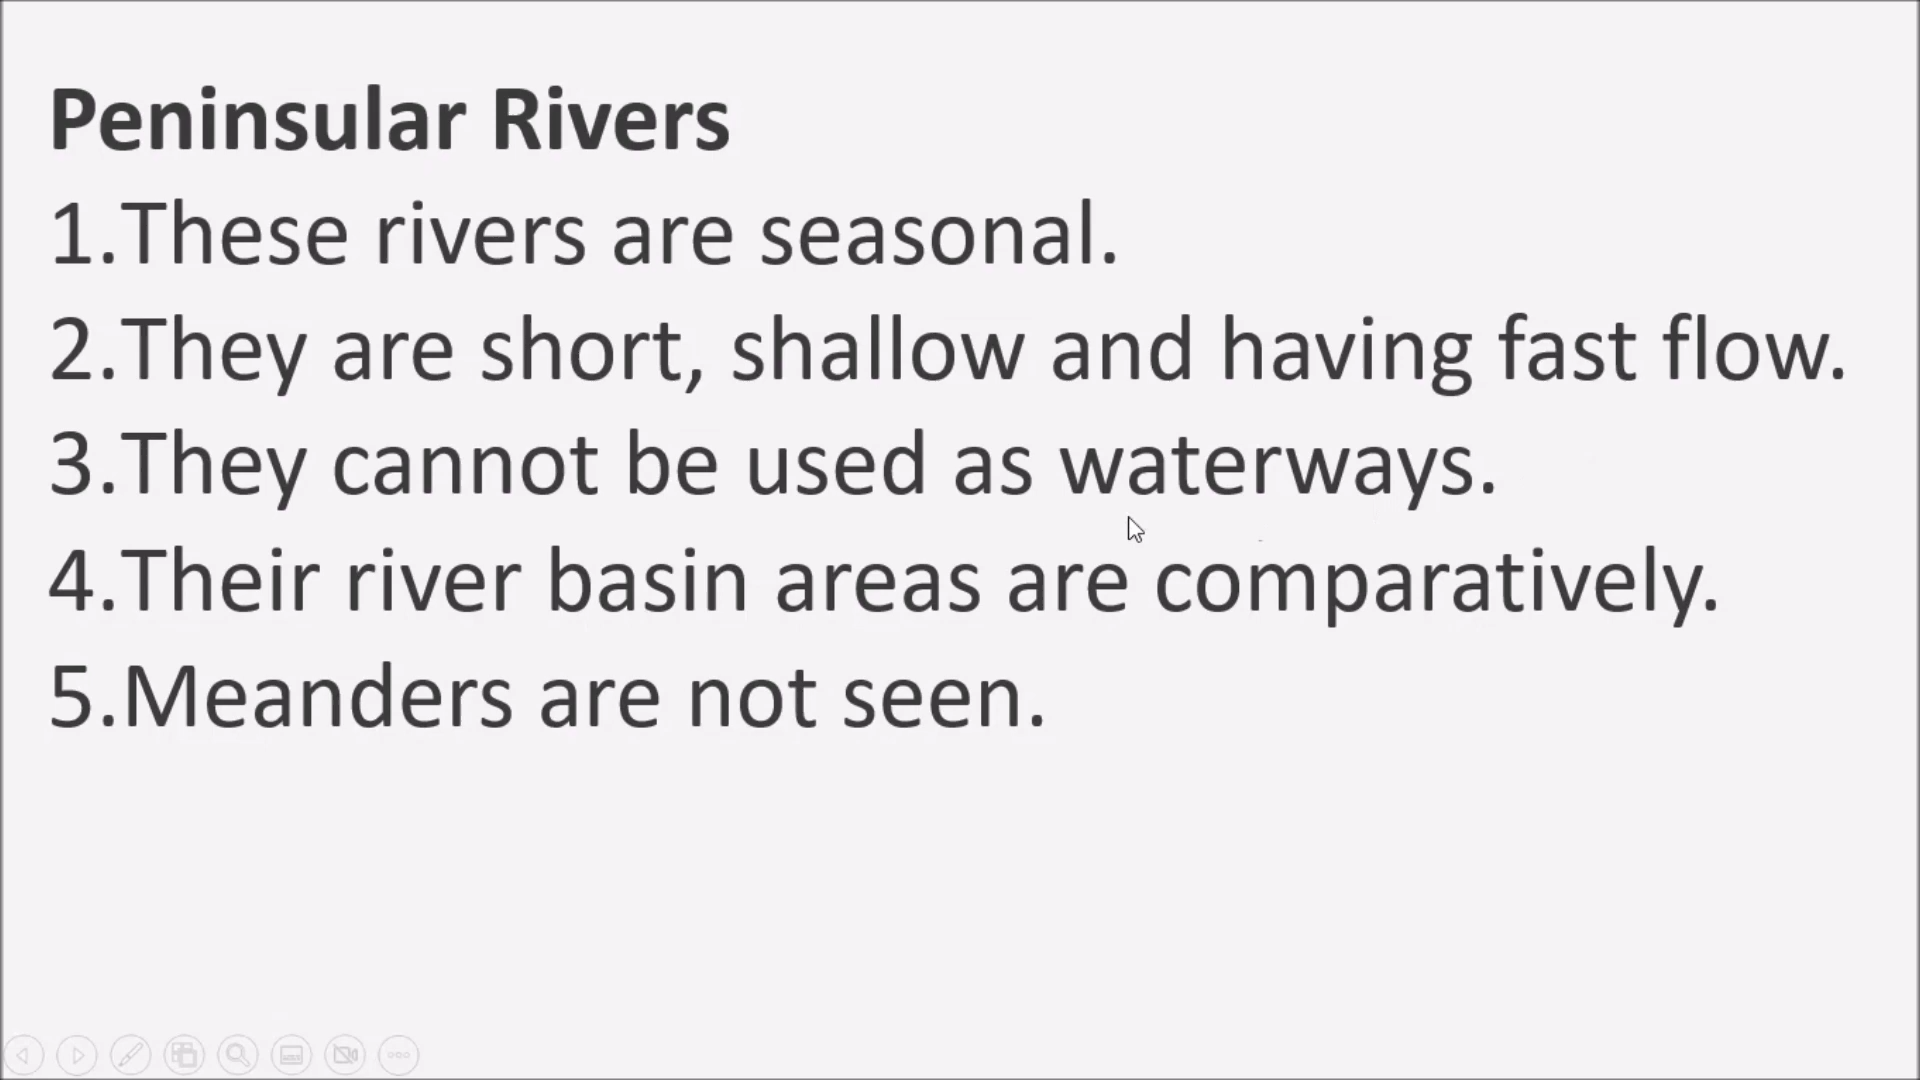 Peninsular Rivers
1.These rivers are seasonal.
2.They are short, shallow and having fast flow.
3.They cannot be used as waterways.
4.Their river basin areas are comparatively.
5.Meanders are not seen.